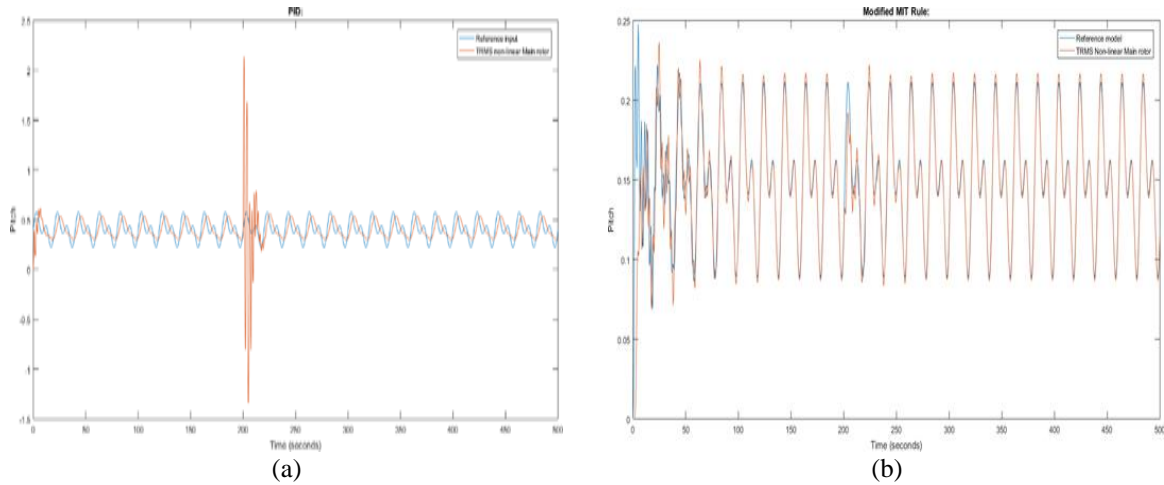 PID:
Reference input
TRMS non-linear Main rotor
Pitch
2.5
2
1.5
1
0.5
0
-0.5
-1
-1.5
0 50 100 150 200 250 300 350 400 450 500
Time (seconds)
(a)
Modified MIT Rule:
Reference model
TRMS Non-linear Main rotor
Pitch
0.25
0.2
0.15
0.1
0.05
0
0 50 100 150 200 250 300 350 400 450 500
Time (seconds)
(b)